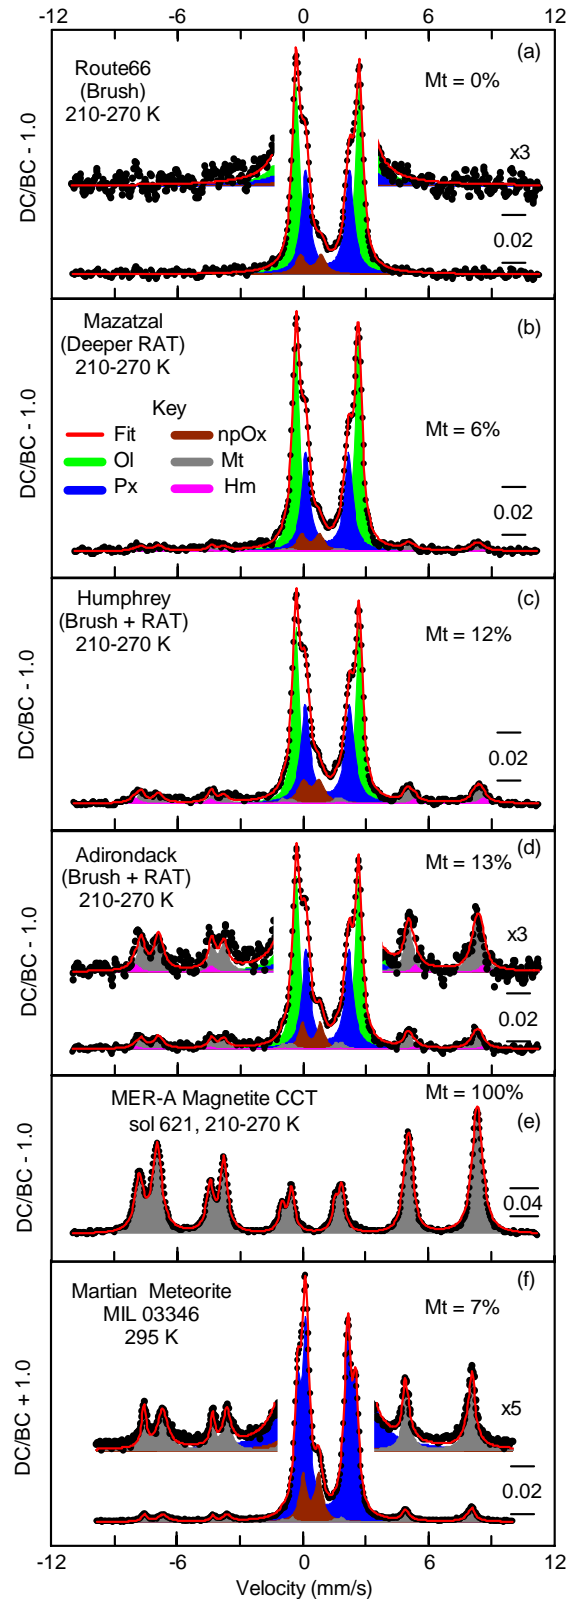 -12 -6 0 6 12
(a)
Route66
(Brush)
210-270 K
Mt = 0%
x3
0.02
DC/BC - 1.0
(b)
Mazatzal
(Deeper RAT)
210-270 K
Key
Fit npOx
Ol Mt
Px Hm
Mt = 6%
0.02
DC/BC - 1.0
(c)
Humphrey
(Brush + RAT)
210-270 K
Mt = 12%
0.02
DC/BC - 1.0
(d)
Adirondack
(Brush + RAT)
210-270 K
Mt = 13%
x3
0.02
DC/BC - 1.0
MER-A Magnetite CCT
sol 621, 210-270 K
Mt = 100%
(e)
0.04
DC/BC - 1.0
(f)
Martian Meteorite
MIL 03346
295 K
Mt = 7%
x5
0.02
DC/BC + 1.0
-12 -6 0 6 12
Velocity (mm/s)